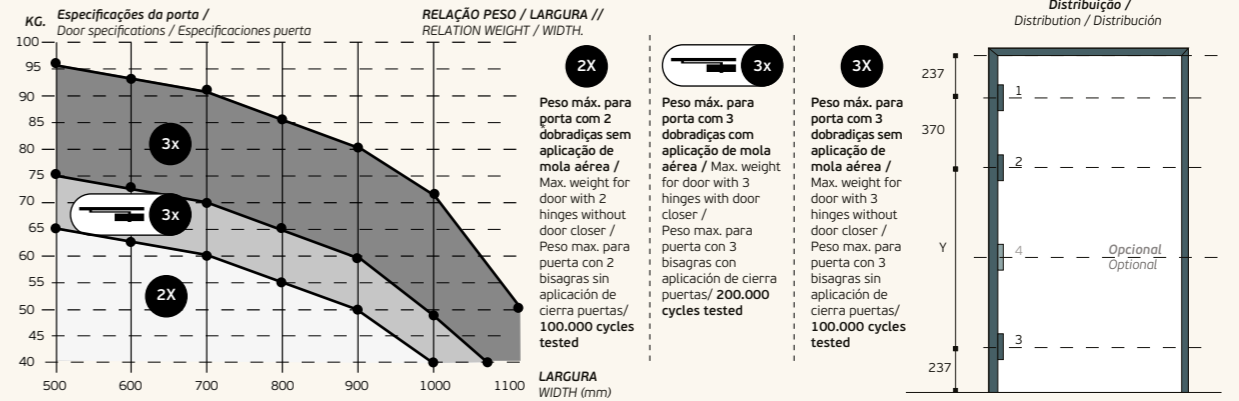 KG.
Especificações da porta /
Door specifications / Especificaciones puerta
RELAÇÃO PESO / LARGURA //
RELATION WEIGHT / WIDTH.
100
95
90
85
80
75
70
65
60
55
50
45
40
3x
3x
2X
500
600
700
800
900
1000
1100
LARGURA
WIDTH (mm)
2X
Peso máx. para
porta com 2
dobradiças sem
aplicação de
mola aérea /
Max. weight for
door with 2
hinges without
door closer /
Peso max. para
puerta con 2
bisagras sin
aplicación de
cierra puertas/
100.000 cycles
tested
3x
Peso máx. para
porta com 3
dobradiças com
aplicação de mola
aérea / Max. weight
for door with 3
hinges with door
closer /
Peso max. para
puerta con 3
bisagras con
aplicación de cierra
puertas/ 200.000
cycles tested
3X
Peso máx. para
porta com 3
dobradiças sem
aplicação de
mola aérea /
Max. weight for
door with 3
hinges without
door closer /
Peso max. para
puerta con 3
bisagras sin
aplicación de
cierra puertas/
100.000 cycles
tested
Distribuição /
Distribution / Distribución
237
370
Y
237
1
2
4
3
Opcional
Optional